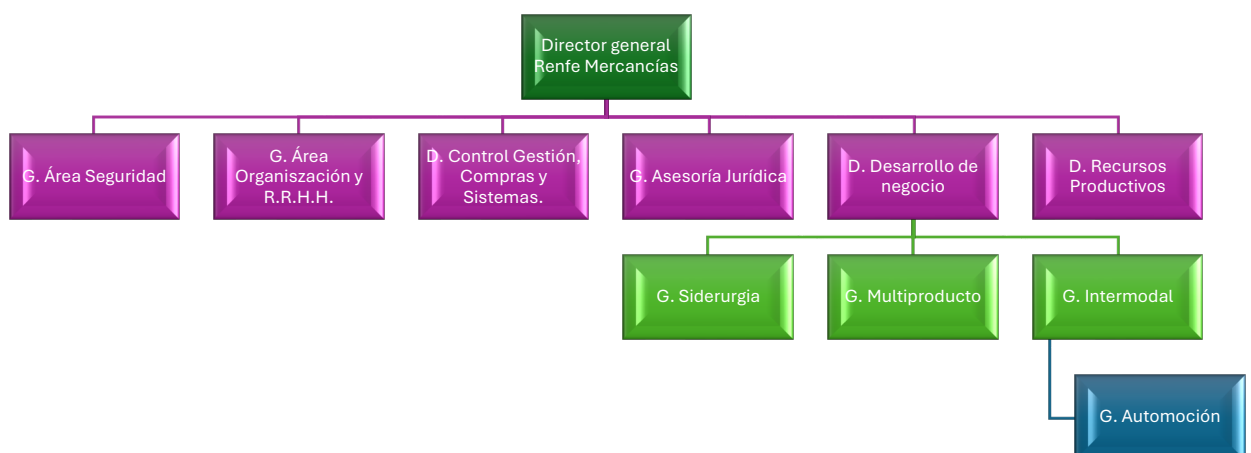 Director general
Renfe Mercancías
G. Área Seguridad
G. Área
Organiszación y
R.R.H.H.
D. Control Gestión,
Compras y
Sistemas.
G. Asesoría Jurídica
D. Desarrollo de
negocio
D. Recursos
Productivos
G. Siderurgia
G. Multiproducto
G. Intermodal
G. Automoción